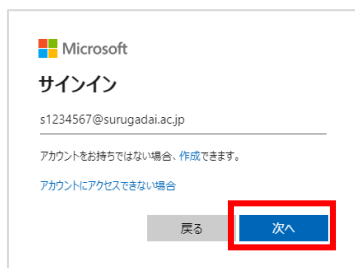 Microsoft
サインイン
s1234567@surugadai.ac.jp
アカウントをお持ちではない場合、作成できます。
アカウントにアクセスできない場合
戻る
次へ